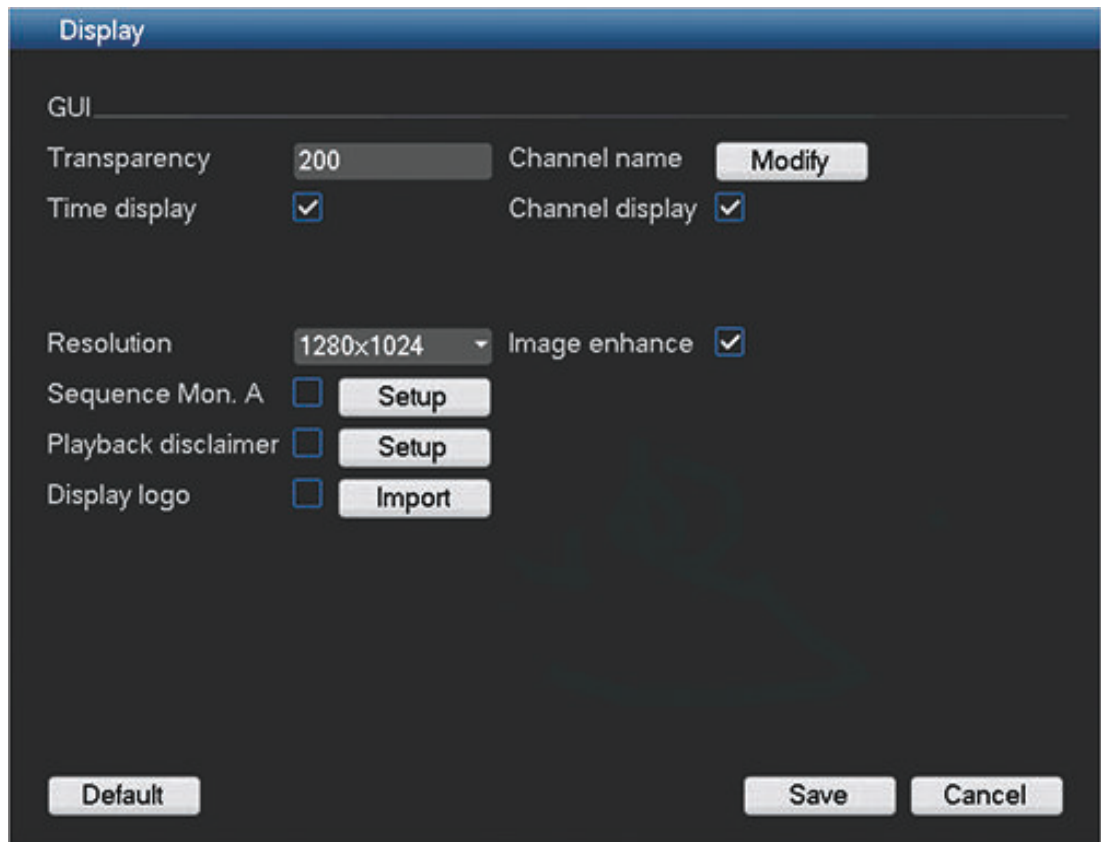 Display
GUI
Transparency 200 Channel name Modify
Time display Channel display
Resolution 1280x1024 Image enhance
Sequence Mon. A Setup
Playback disclaimer Setup
Display logo Import
Default Save Cancel